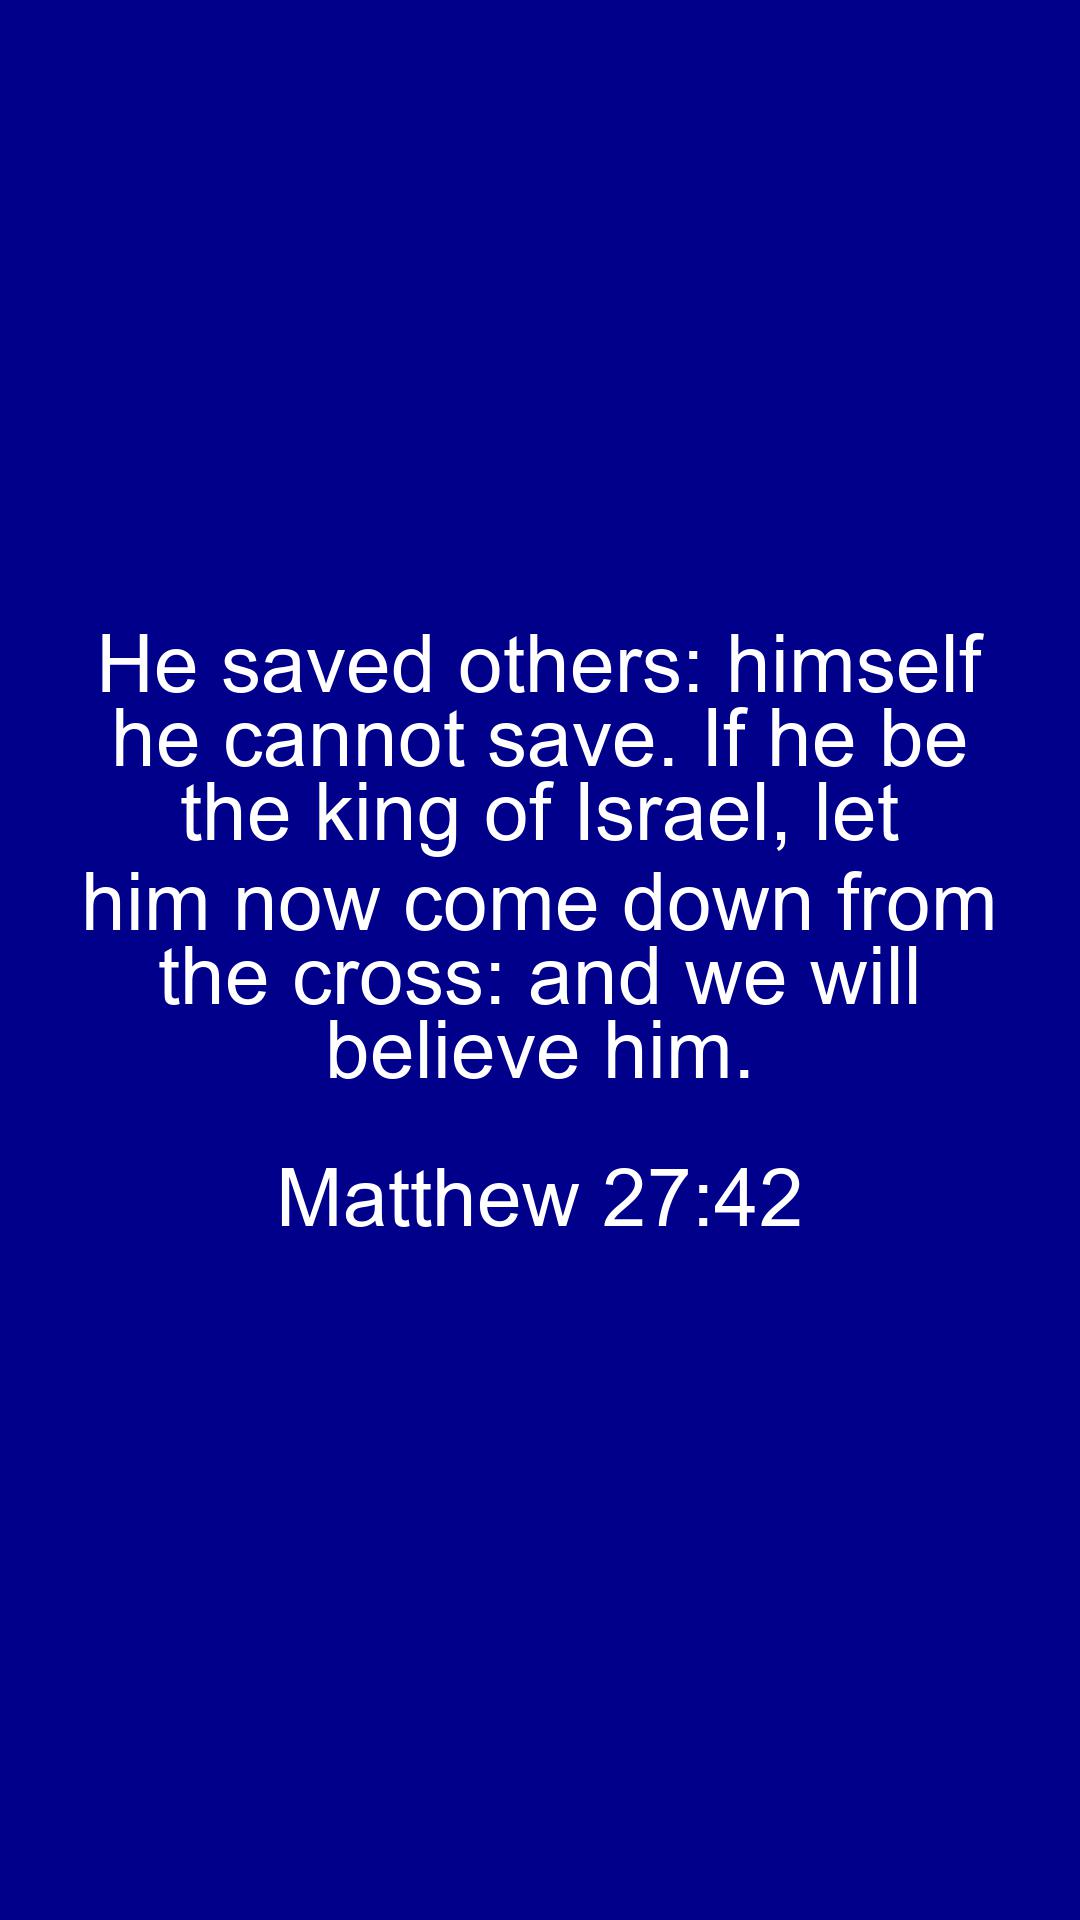 He saved others: himself
he cannot save. If he be
the king of Israel, let
him now come down from
the cross: and we will
believe him.
Matthew 27:42